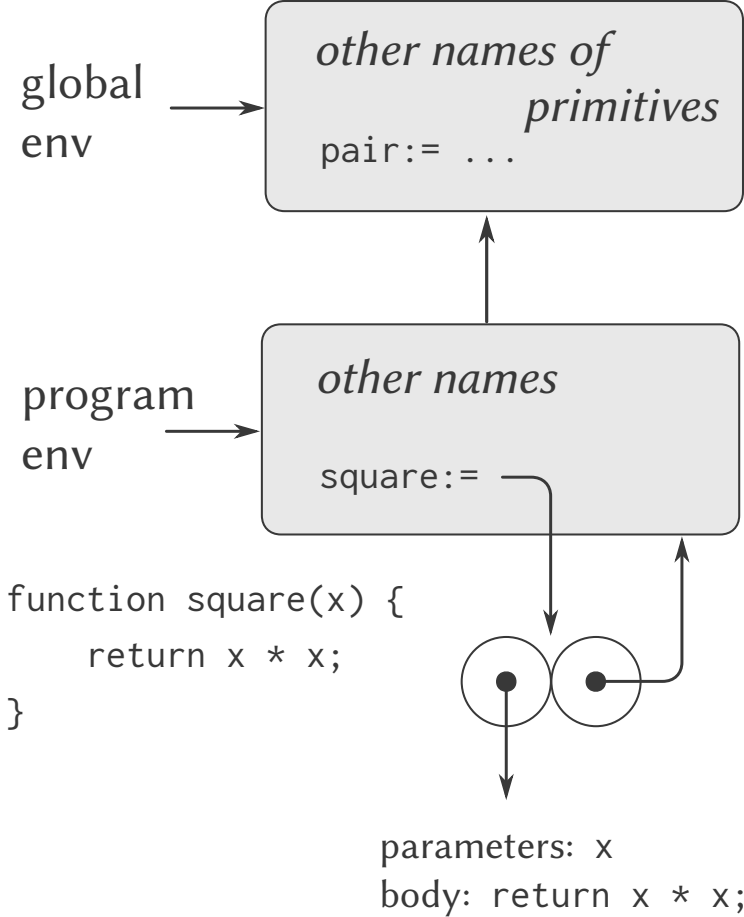 global
env
other names of
primitives
pair:= ...
program
env
other names
square:=
function square(x) {
    return x * x;
}
parameters: x
body: return x * x;